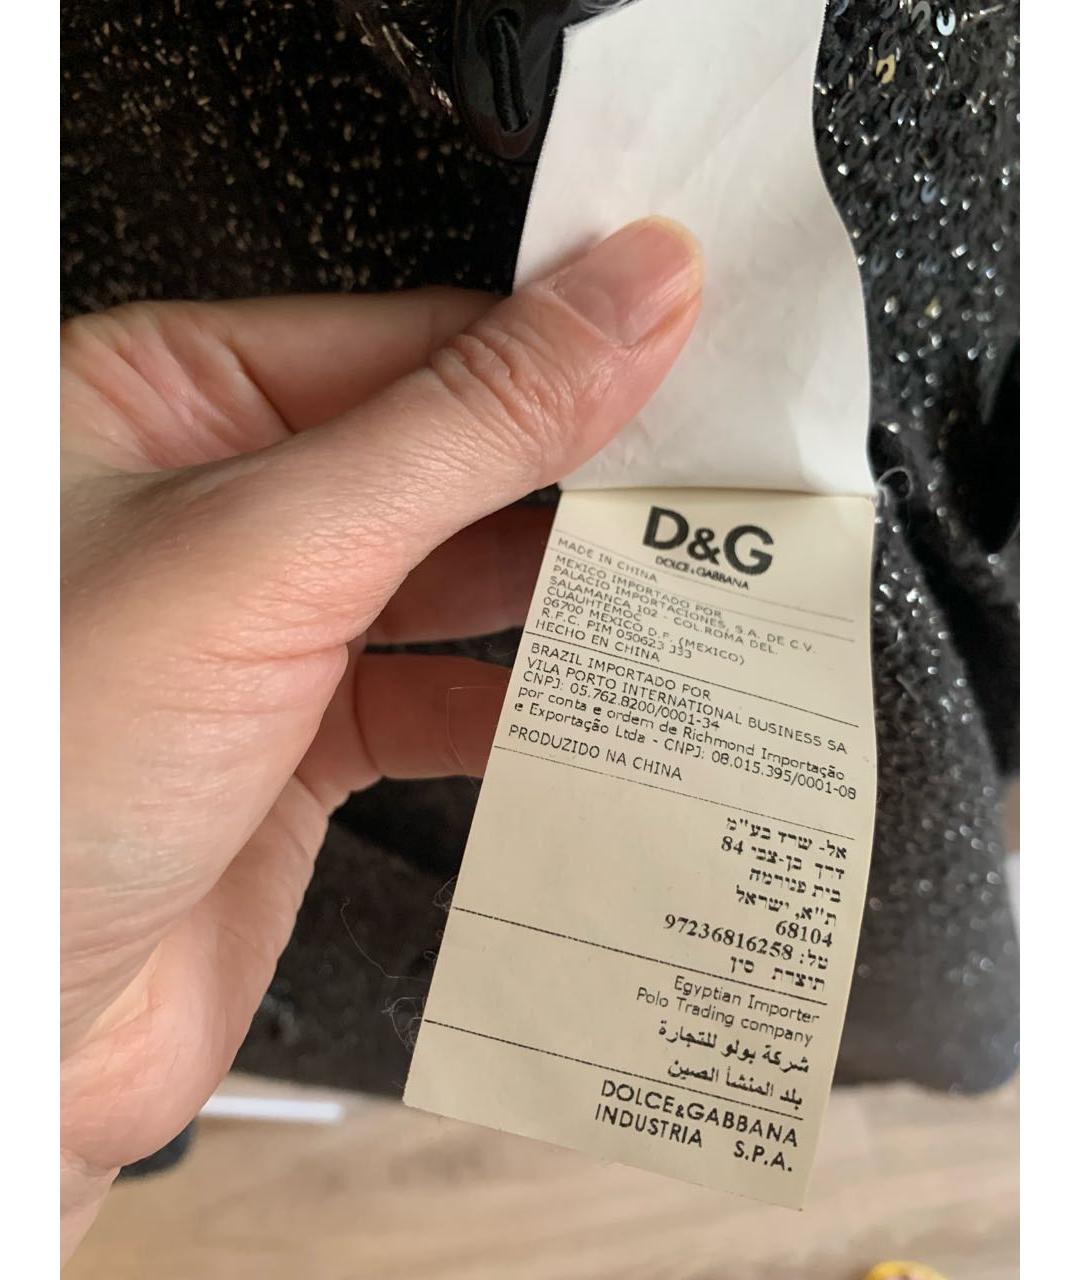 D&G
DOLCE & GABBANA
MADE IN CHINA
MEXICO IMPORTADO POR
PALACIO IMPORTACIONES, S.A. DE C.V.
SALAMANCA 102 - COL.ROMA DEL.
CUAUHTEMOC
06700 MEXICO D.F. (MEXICO)
R.F.C. PIM 050623 J33
HECHO EN CHINA
BRAZIL IMPORTADO POR
VILA PORTO INTERNATIONAL BUSINESS SA
CNPJ: 05.762.8200/0001-34
por conta e ordem de Richmond Importação
e Exportação Ltda - CNPJ: 08.015.395/0001-08
PRODUZIDO NA CHINA
אל- שרד בע"מ
דרך בן-צבי 84
בית פנורמה
ת"א, ישראל
68104
טל: 97236816258
תוצרת סין
Egyptian Importer
Polo Trading company
شركة بولو للتجارة
بلد المنشأ الصين
DOLCE&GABBANA
INDUSTRIA S.P.A.